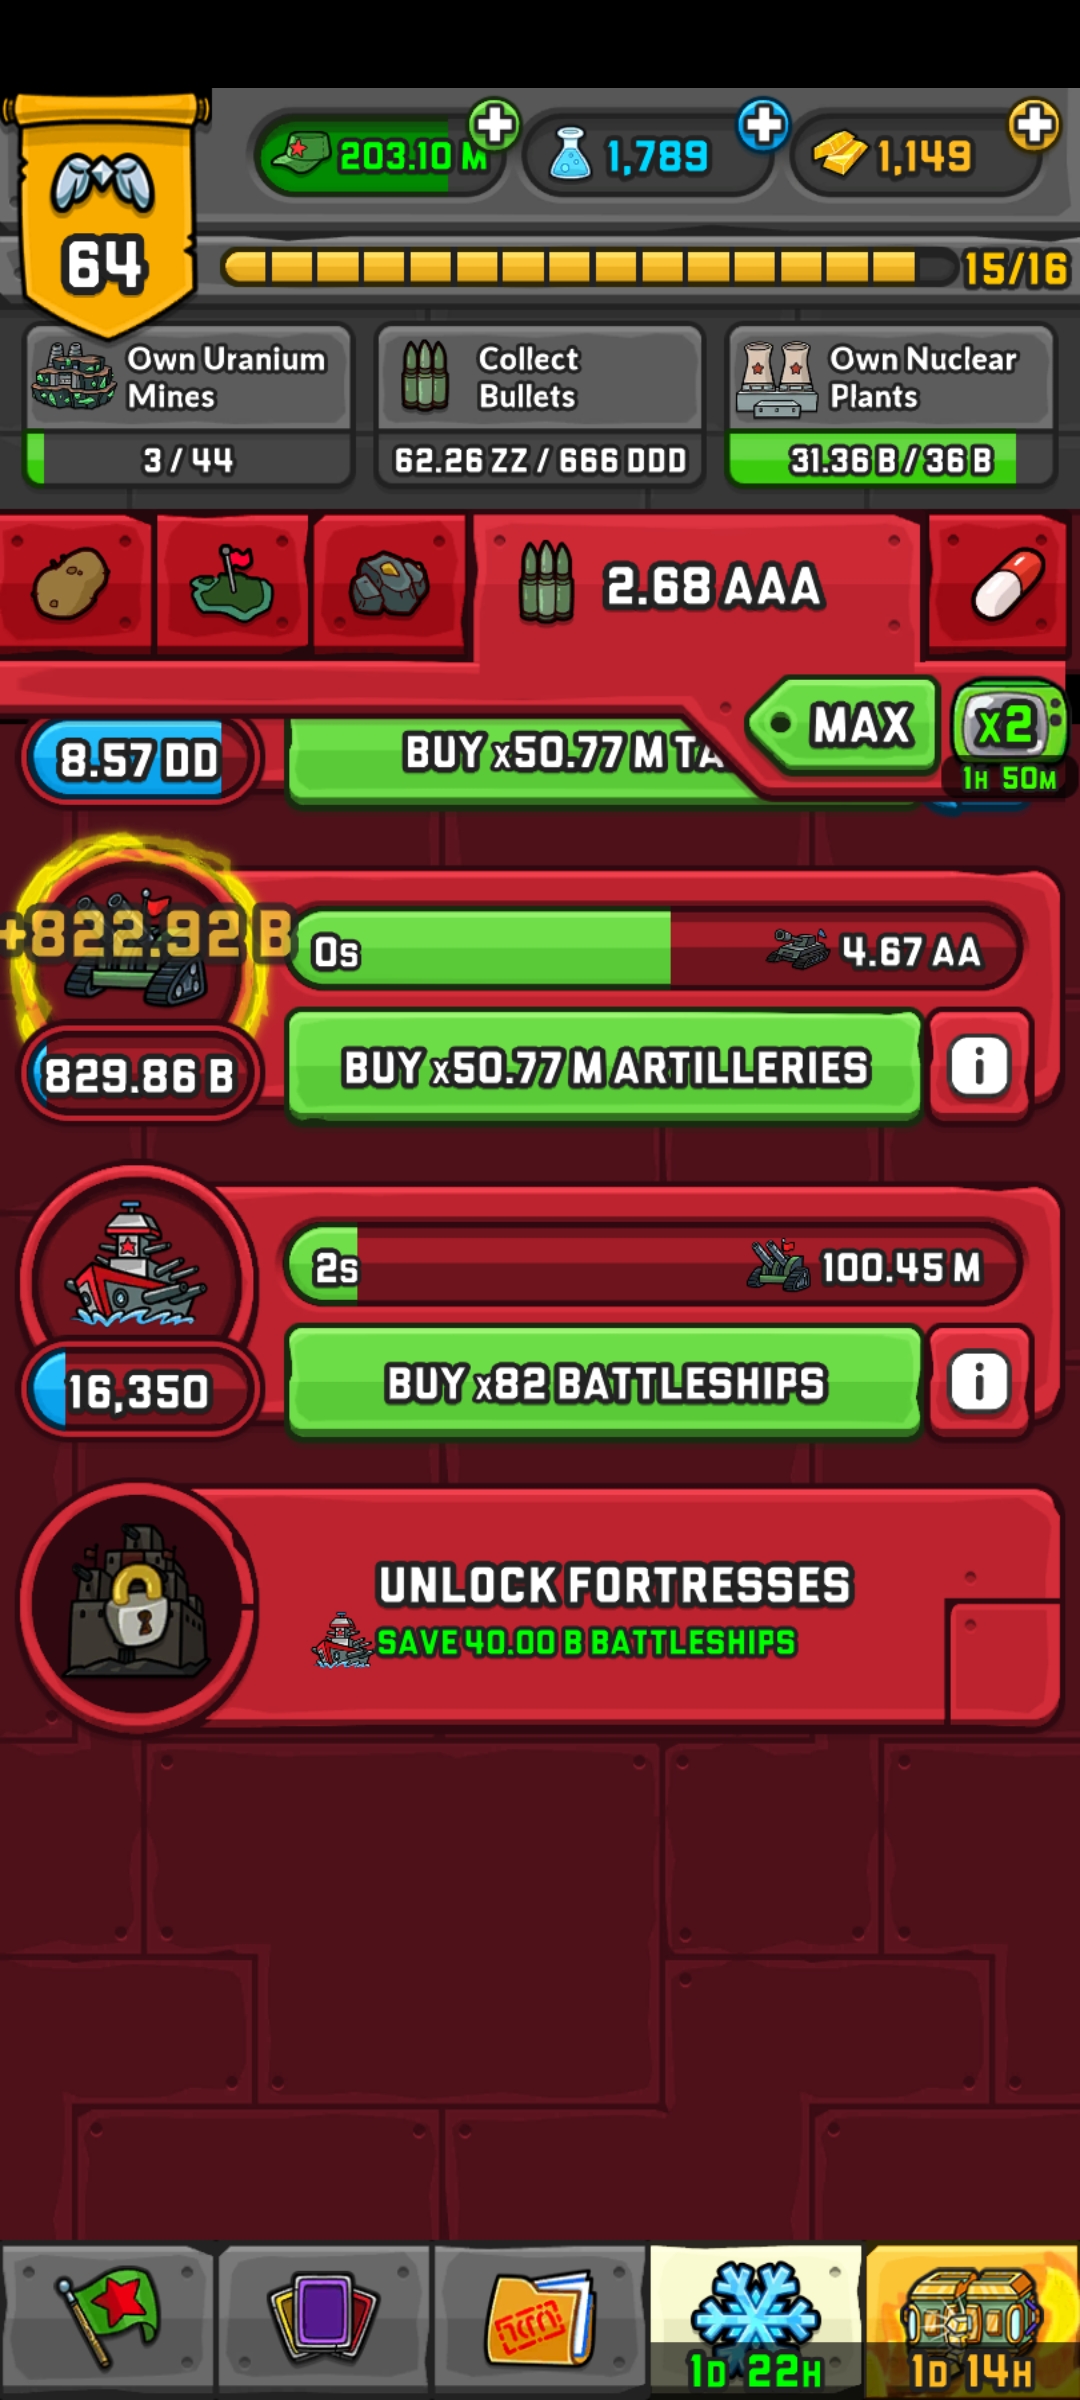 203.10 M
1,789
1,149
64
15/16
Own Uranium
Mines
3 / 44
Collect
Bullets
62.26 ZZ / 666 DDD
Own Nuclear
Plants
31.36 B / 36 B
2.68 AAA
MAX
x2
1H 50M
8.57 DD
BUY x50.77 M TA
+822.92 B
0s
4.67 AA
829.86 B
BUY x50.77 M ARTILLERIES
i
2s
100.45 M
16,350
BUY x82 BATTLESHIPS
i
UNLOCK FORTRESSES
SAVE 40.00 B BATTLESHIPS
1D 22H
1D 14H